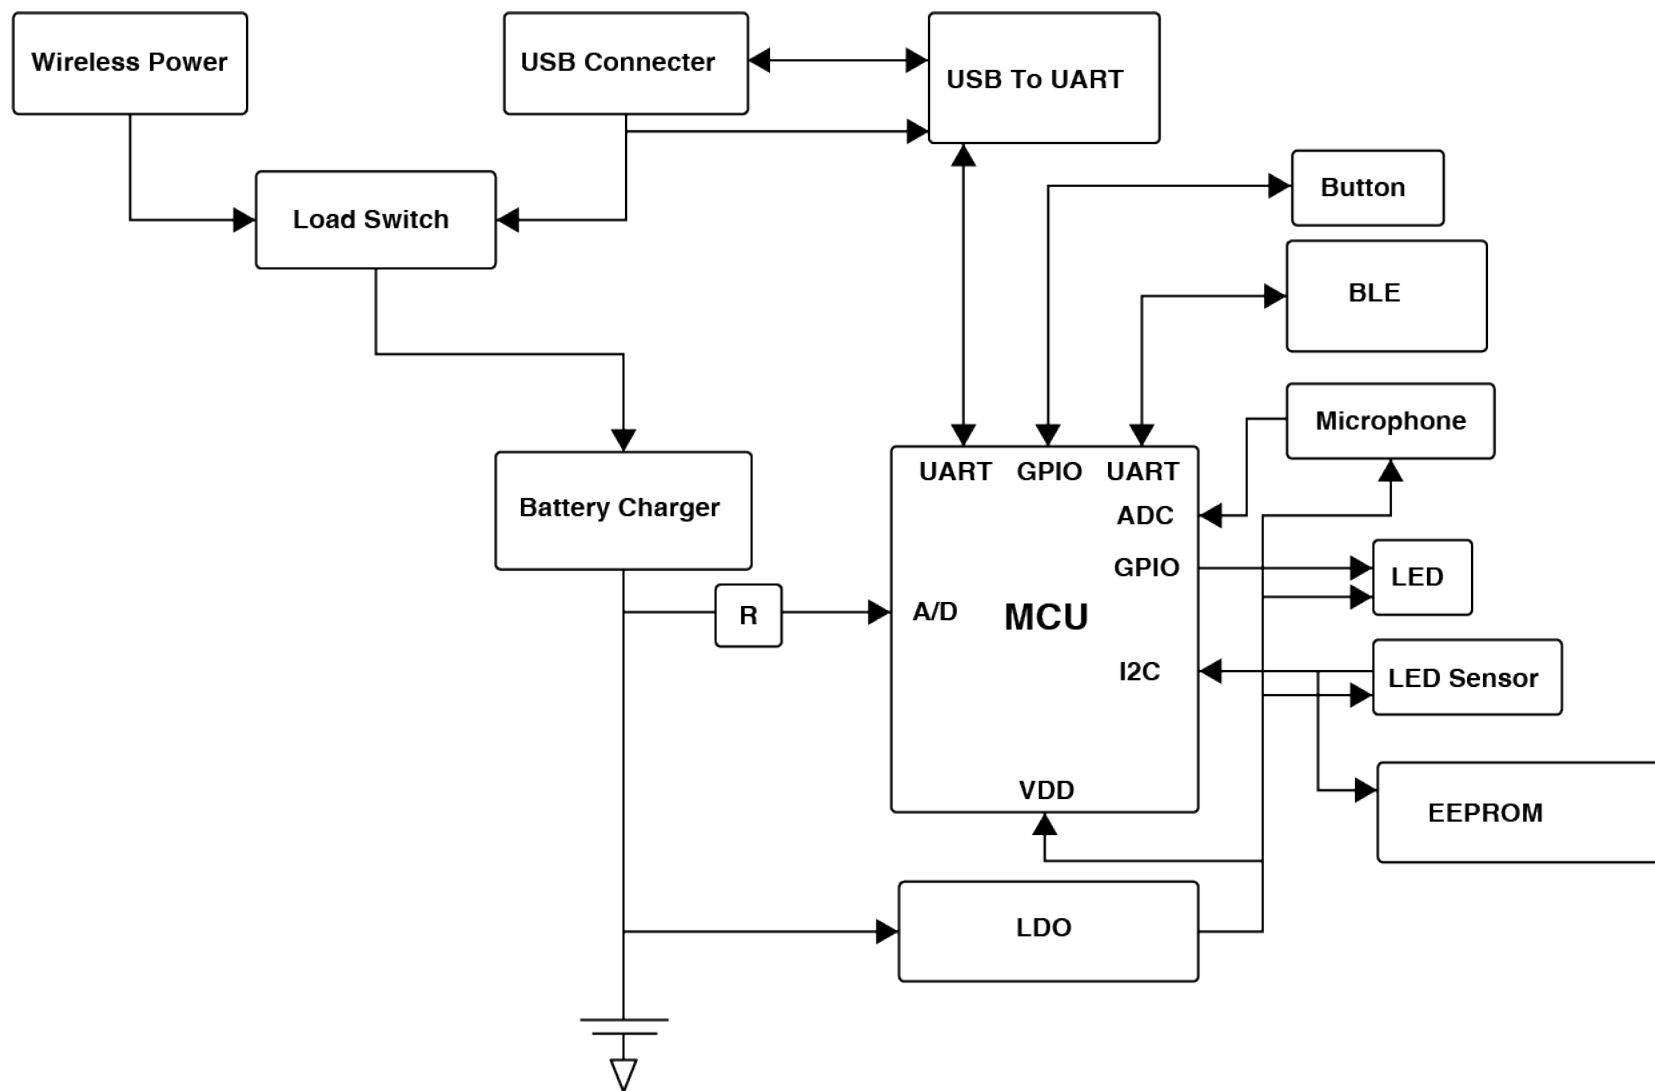 Wireless Power
USB Connecter
USB To UART
Button
Load Switch
BLE
Microphone
UART GPIO UART
Battery Charger
ADC
GPIO
LED
R
A/D
MCU
I2C
LED Sensor
VDD
EEPROM
LDO